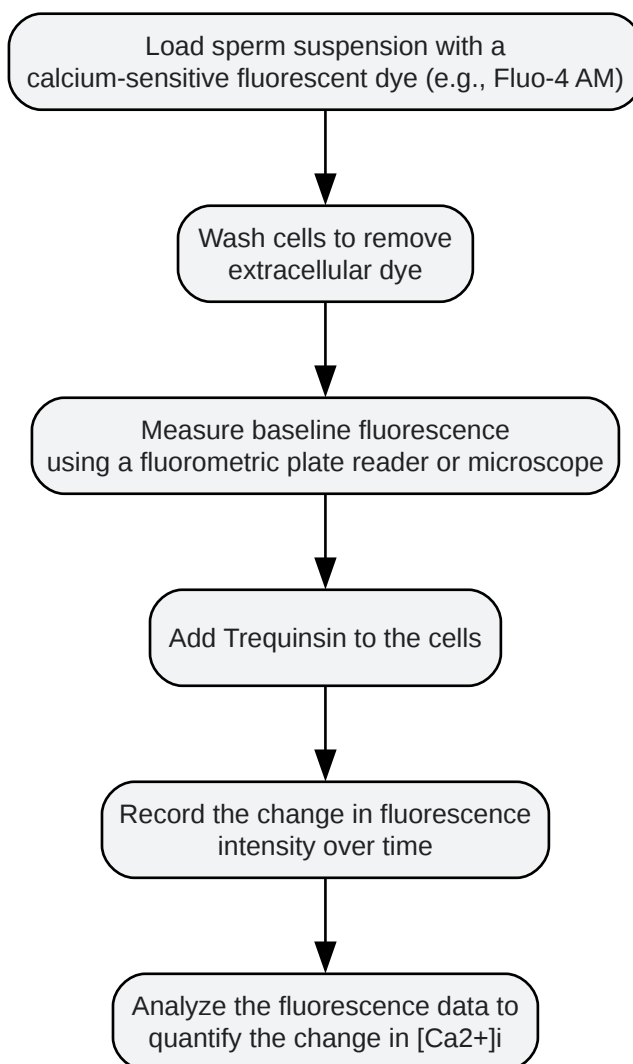 Load sperm suspension with a
calcium-sensitive fluorescent dye (e.g., Fluo-4 AM)
Wash cells to remove
extracellular dye
Measure baseline fluorescence
using a fluorometric plate reader or microscope
Add Trequinsin to the cells
Record the change in fluorescence
intensity over time
Analyze the fluorescence data to
quantify the change in [Ca2+]i